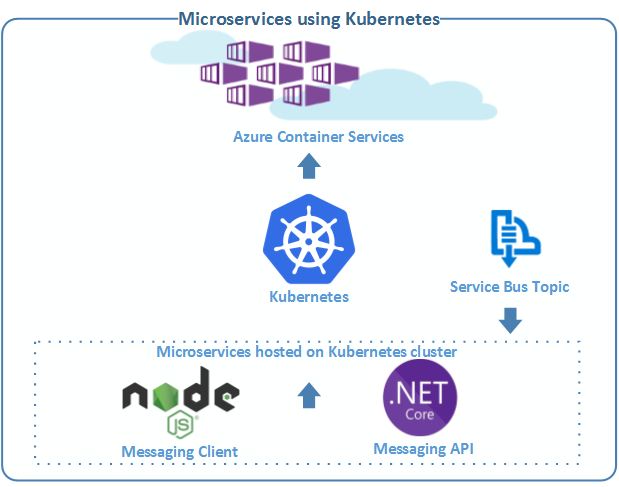 Microservices using Kubernetes
Azure Container Services
Kubernetes
Service Bus Topic
Microservices hosted on Kubernetes cluster
node
JS
Messaging Client
.NET
Core
Messaging API